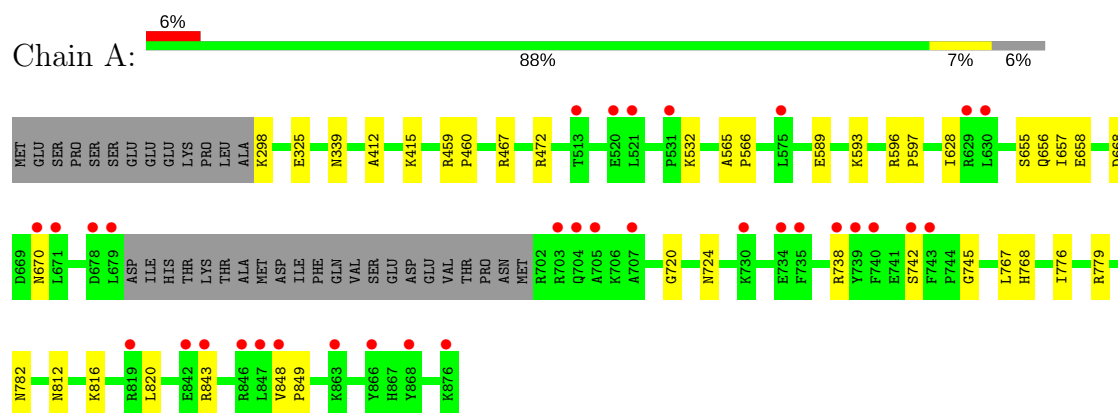 6%
Chain A:
88% 7% 6%
MET GLU SER PRO SER SER GLU GLU GLU LYS PRO LEU ALA K298 E325 N339 A412 K415 R459 P460 R467 R472 T513 E520 L521 P531 K532 A565 P566 L575 E589 K593 R596 P597 I628 R629 L630 S655 Q656 I657 E658
D669 N670 L671 D678 L679 ASP ILE HIS THR LYS THR ALA MET ASP ILE PHE GLN VAL SER GLU ASP GLU VAL THR PRO ASN MET R702 R703 Q704 A705 K706 A707 G720 N724 K730 E734 F735 R738 Y739 F740 E741 S742 F743 P744 G745 L767 H768 I776 R779
N782 N812 K816 R819 L820 E842 R843 R846 L847 V848 P849 K863 Y866 H867 Y868 K876